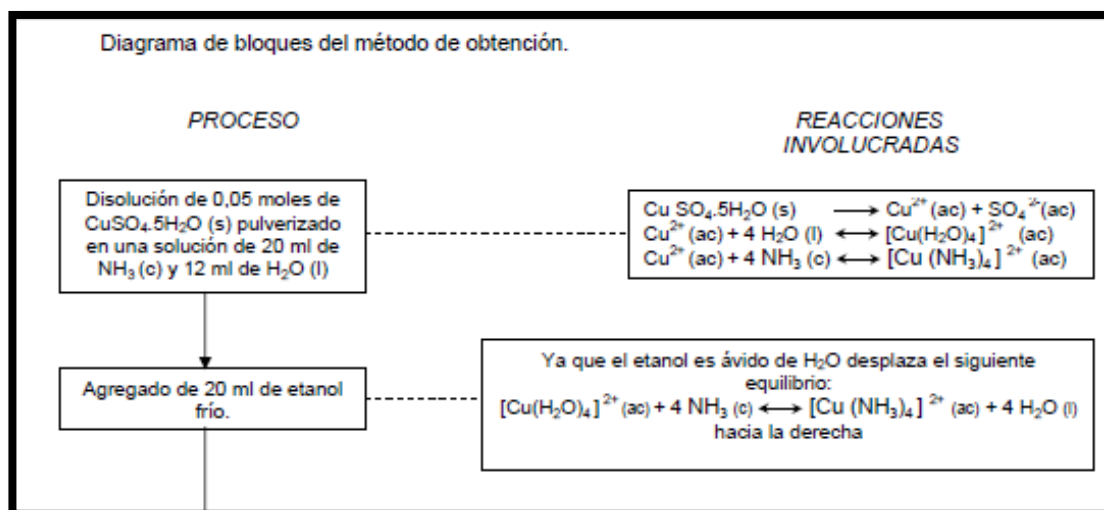 Diagrama de bloques del método de obtención.
PROCESO
REACCIONES
INVOLUCRADAS
Disolución de 0,05 moles de
CuSO₄.5H₂O (s) pulverizado
en una solución de 20 ml de
NH₃ (c) y 12 ml de H₂O (l)
Cu SO₄.5H₂O (s) ⟶ Cu²⁺ (ac) + SO₄²⁻(ac)
Cu²⁺ (ac) + 4 H₂O (l) ⟷ [Cu(H₂O)₄]²⁺ (ac)
Cu²⁺ (ac) + 4 NH₃ (c) ⟷ [Cu (NH₃)₄]²⁺ (ac)
Agregado de 20 ml de etanol
frío.
Ya que el etanol es ávido de H₂O desplaza el siguiente
equilibrio:
[Cu(H₂O)₄]²⁺ (ac) + 4 NH₃ (c) ⟷ [Cu (NH₃)₄]²⁺ (ac) + 4 H₂O (l)
hacia la derecha